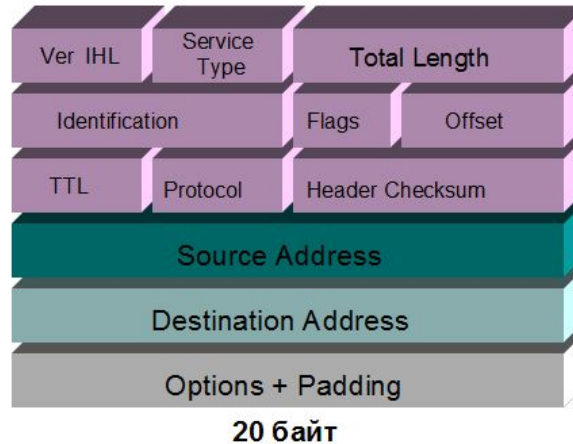 Ver IHL
Service
Type
Total Length
Identification
Flags
Offset
TTL
Protocol
Header Checksum
Source Address
Destination Address
Options + Padding
20 байт